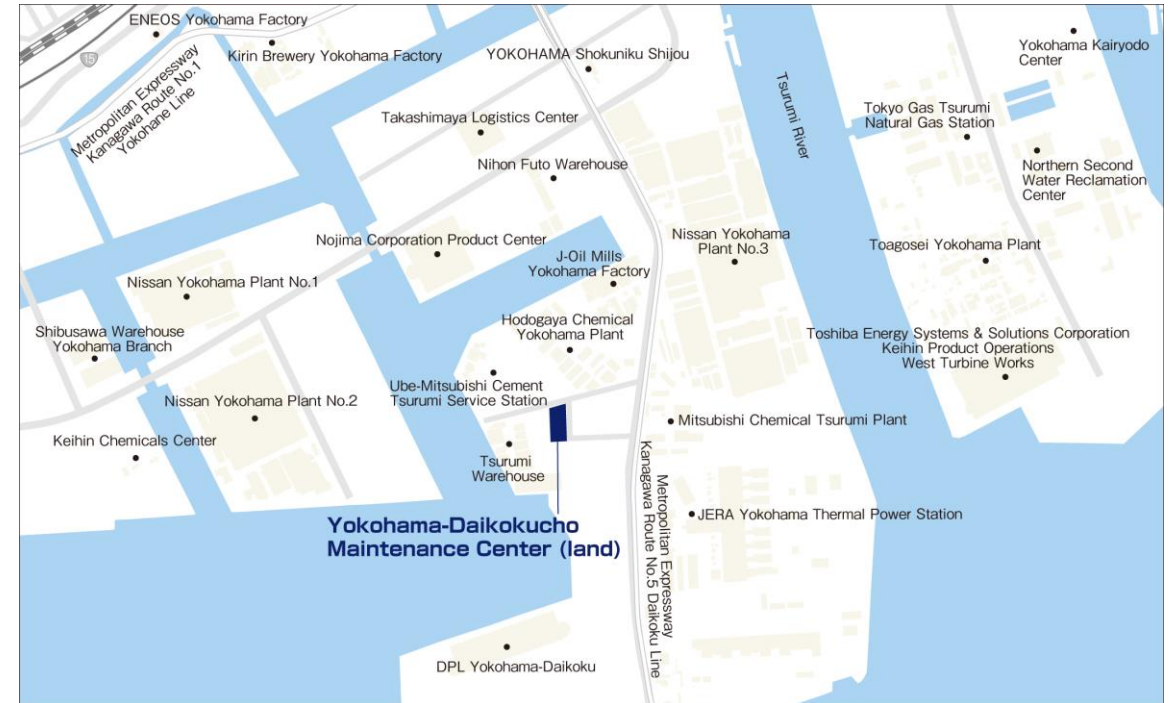 ENEOS Yokohama Factory
15
Kirin Brewery Yokohama Factory
Metropolitan Expressway
Kanagawa Route No.1
Yokohane Line
YOKOHAMA Shokuniku Shijou
Yokohama Kairyodo
Center
Tsurumi River
Takashimaya Logistics Center
Tokyo Gas Tsurumi
Natural Gas Station
Nihon Futo Warehouse
Northern Second
Water Reclamation
Center
Nojima Corporation Product Center
Nissan Yokohama
Plant No.3
Toagosei Yokohama Plant
J-Oil Mills
Yokohama Factory
Nissan Yokohama Plant No.1
Hodogaya Chemical
Yokohama Plant
Shibusawa Warehouse
Yokohama Branch
Toshiba Energy Systems & Solutions Corporation
Keihin Product Operations
West Turbine Works
Ube-Mitsubishi Cement
Tsurumi Service Station
Nissan Yokohama Plant No.2
Mitsubishi Chemical Tsurumi Plant
Keihin Chemicals Center
Tsurumi
Warehouse
Metropolitan Expressway
Kanagawa Route No.5 Daikoku Line
JERA Yokohama Thermal Power Station
Yokohama-Daikokucho
Maintenance Center (land)
DPL Yokohama-Daikoku